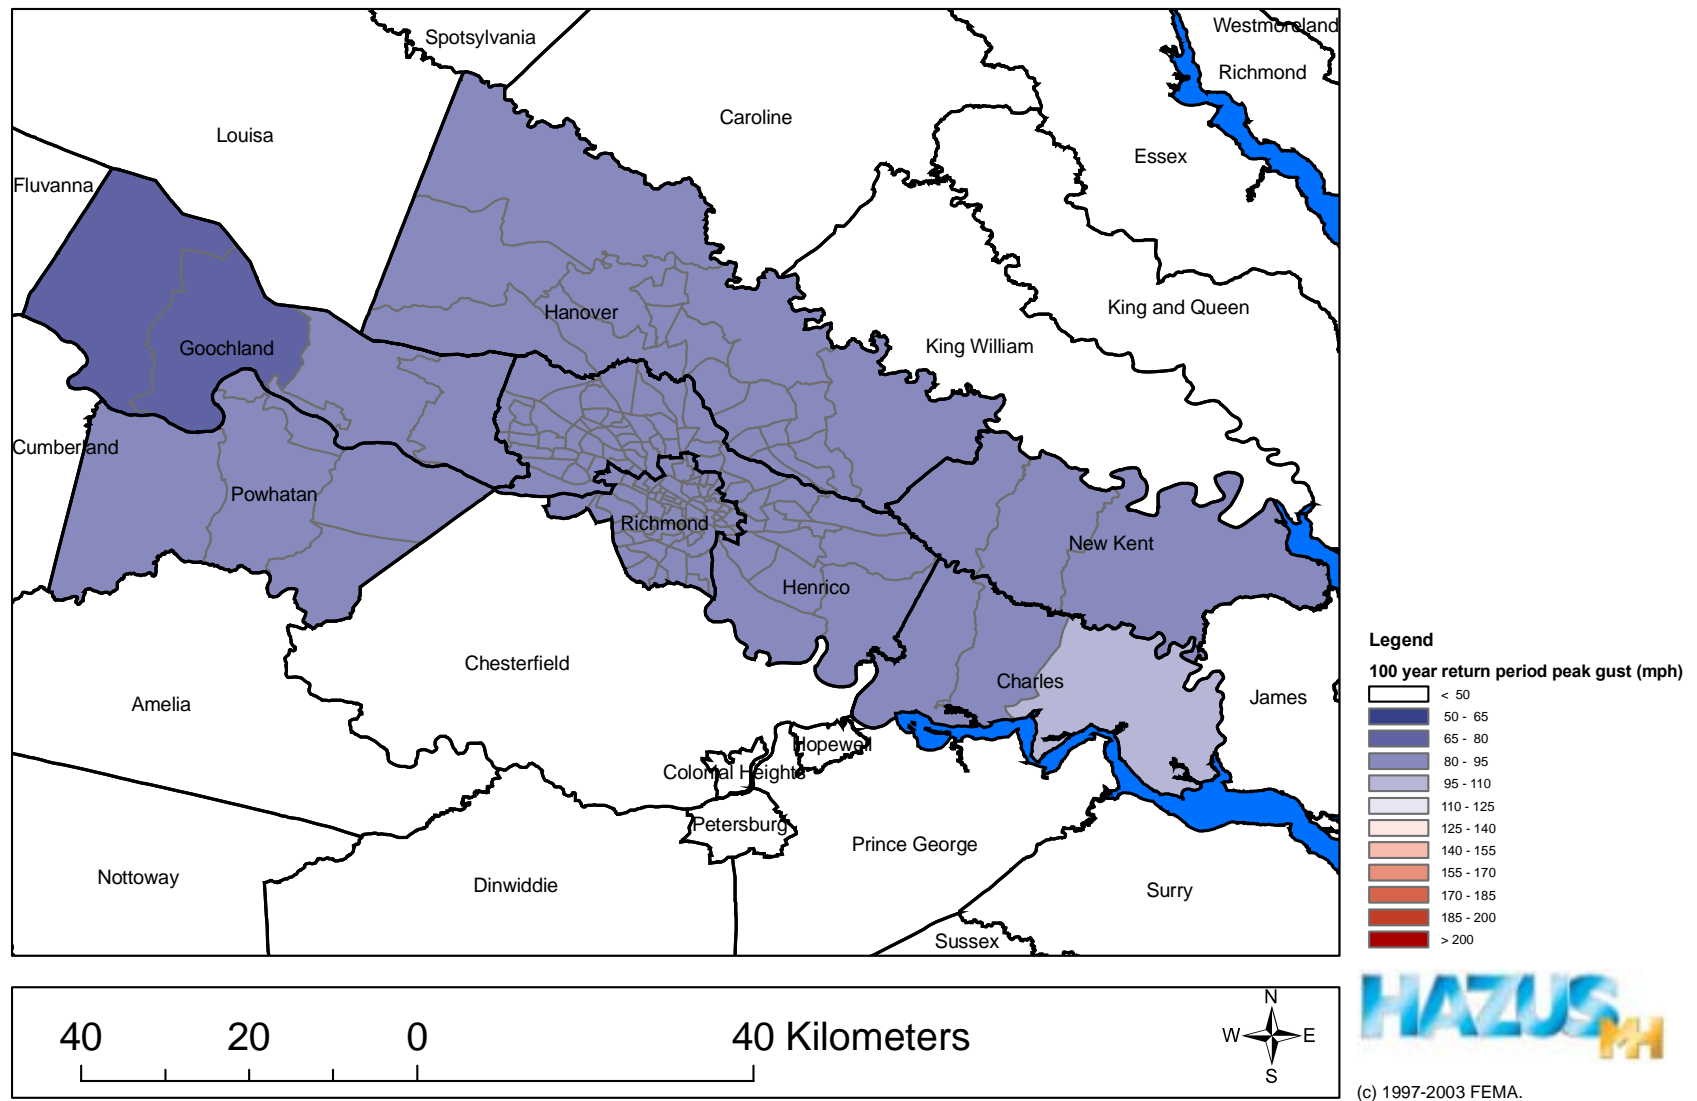 Westmoreland
Spotsylvania
Richmond
Caroline
Louisa
Essex
Fluvanna
King and Queen
Hanover
King William
Goochland
Cumberland
Powhatan
Richmond
New Kent
Henrico
Chesterfield
Charles
James
Amelia
Hopewell
Colonial Heights
Petersburg
Prince George
Nottoway
Dinwiddie
Surry
Sussex
Legend
100 year return period peak gust (mph)
< 50
50 - 65
65 - 80
80 - 95
95 - 110
110 - 125
125 - 140
140 - 155
155 - 170
170 - 185
185 - 200
> 200
40 20 0 40 Kilometers
N
W E
S
HAZUS
MH
(c) 1997-2003 FEMA.